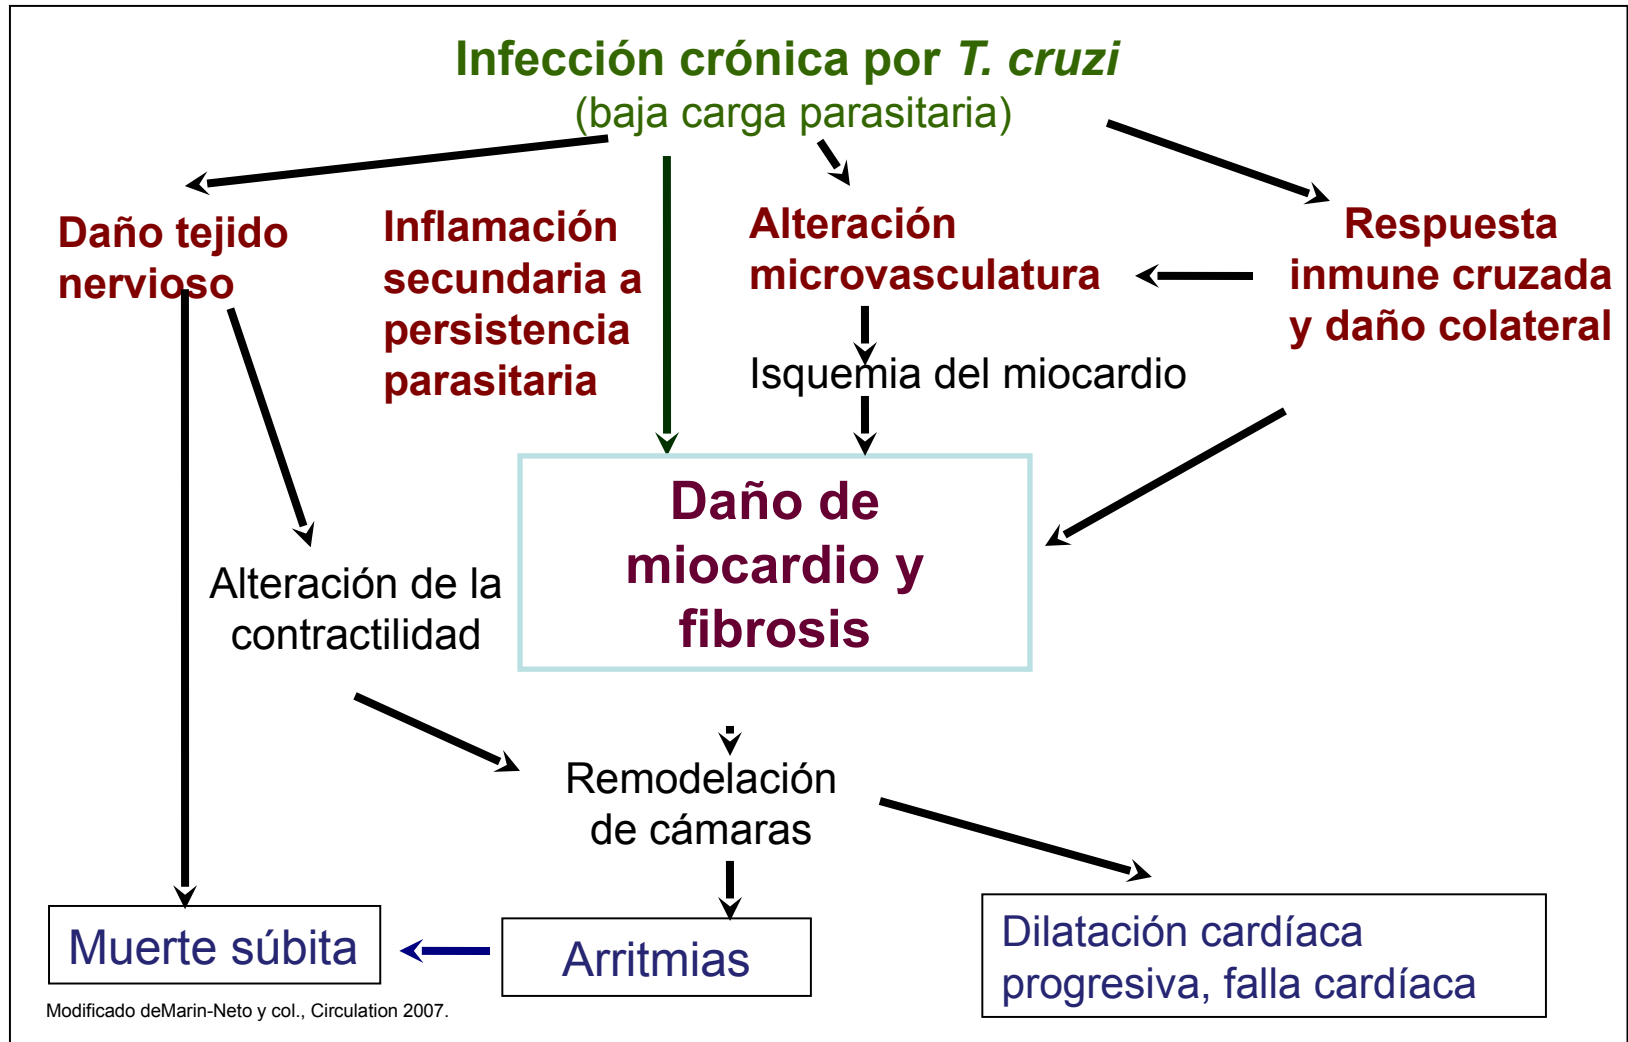 Infección crónica por T. cruzi
(baja carga parasitaria)
Daño tejido
nervioso
Inflamación
secundaria a
persistencia
parasitaria
Alteración
microvasculatura
Respuesta
inmune cruzada
y daño colateral
Isquemia del miocardio
Daño de
miocardio y
fibrosis
Alteración de la
contractilidad
Remodelación
de cámaras
Muerte súbita
Arritmias
Dilatación cardíaca
progresiva, falla cardíaca
Modificado deMarin-Neto y col., Circulation 2007.